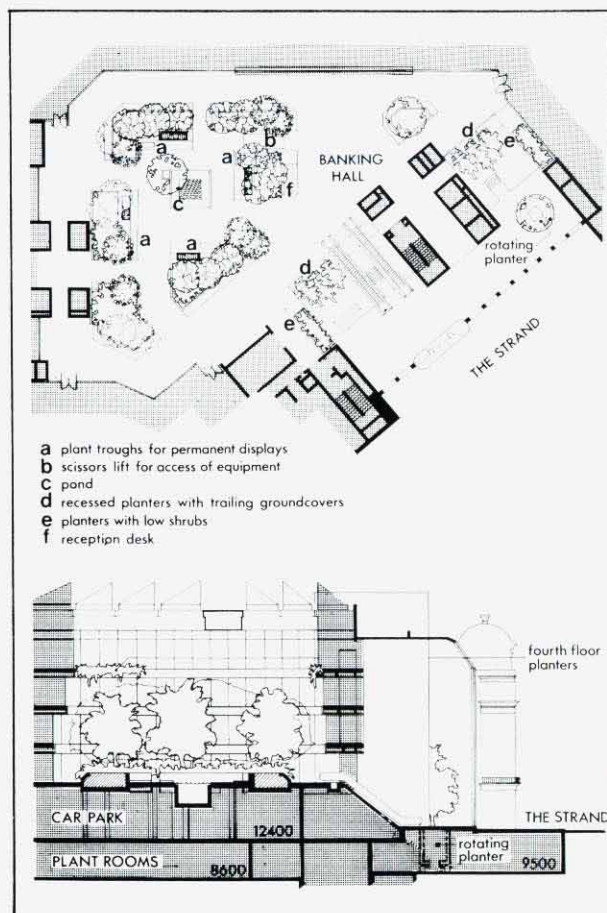 a
b
a
f
c
a
a
BANKING
HALL
d
e
rotating
planter
d
e
THE STRAND
a plant troughs for permanent displays
b scissors lift for access of equipment
c pond
d recessed planters with trailing groundcovers
e planters with low shrubs
f reception desk
fourth floor
planters
CAR PARK
12400
THE STRAND
PLANT ROOMS
8600
rotating
planter
9500